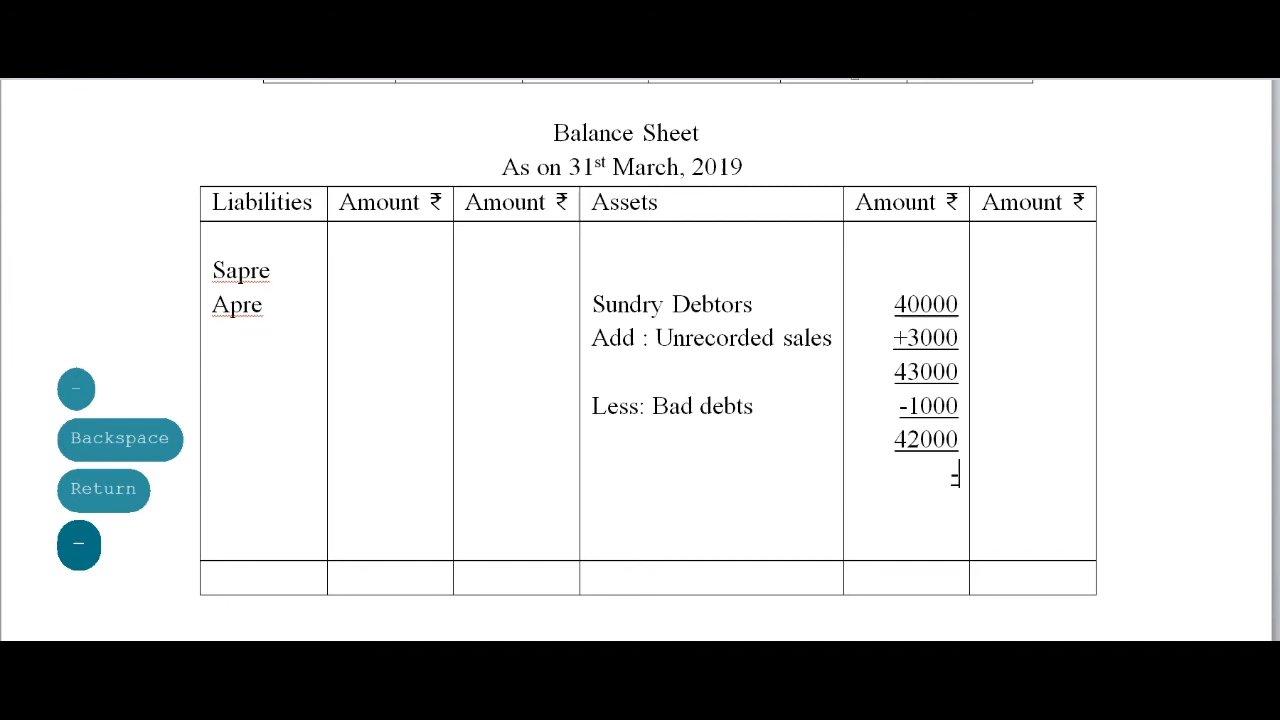 Balance Sheet
As on 31st March, 2019
Liabilities Amount ₹ Amount ₹ Assets Amount ₹ Amount ₹
Sapre
Apre Sundry Debtors 40000
Add : Unrecorded sales +3000
43000
Less: Bad debts -1000
42000
-
–
Backspace
Return
–